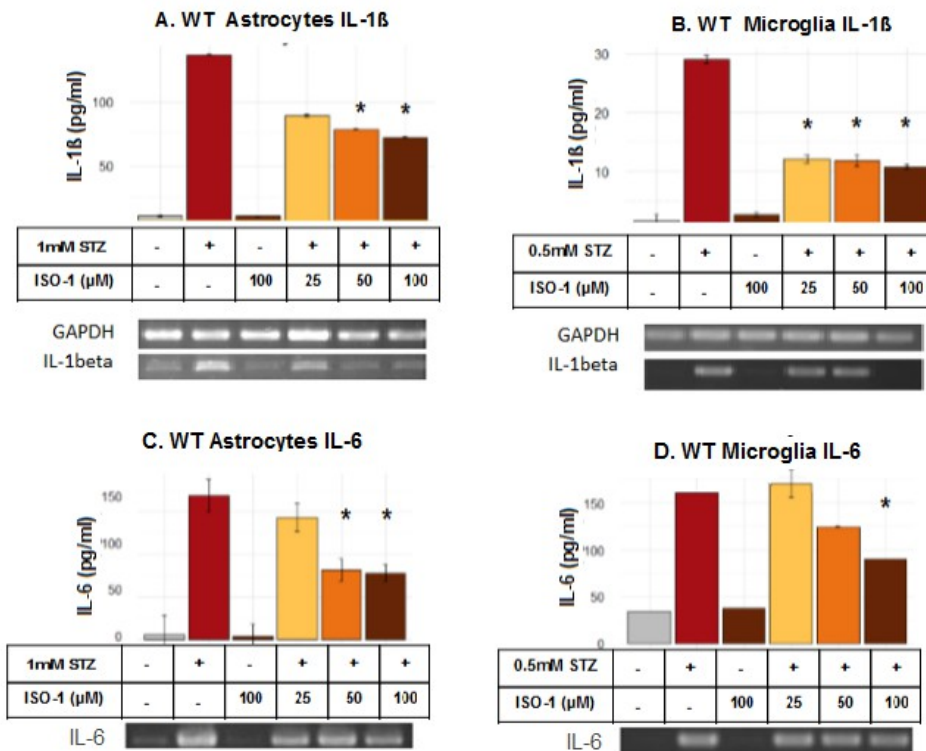 A. WT Astrocytes IL-1ß
IL-1ß (pg/ml)
100
50
*
*
1mM STZ - + - + + +
ISO-1 (µM) - - 100 25 50 100
GAPDH
IL-1beta
B. WT Microglia IL-1ß
IL-1ß (pg/ml)
30
20
10
*
*
*
0.5mM STZ - + - + + +
ISO-1 (µM) - - 100 25 50 100
GAPDH
IL-1beta
C. WT Astrocytes IL-6
IL-6 (pg/ml)
150
100
50
0
*
*
1mM STZ - + - + + +
ISO-1 (µM) - - 100 25 50 100
IL-6
D. WT Microglia IL-6
IL-6 (pg/ml)
150
100
50
0
*
0.5mM STZ - + - + + +
ISO-1 (µM) - - 100 25 50 100
IL-6